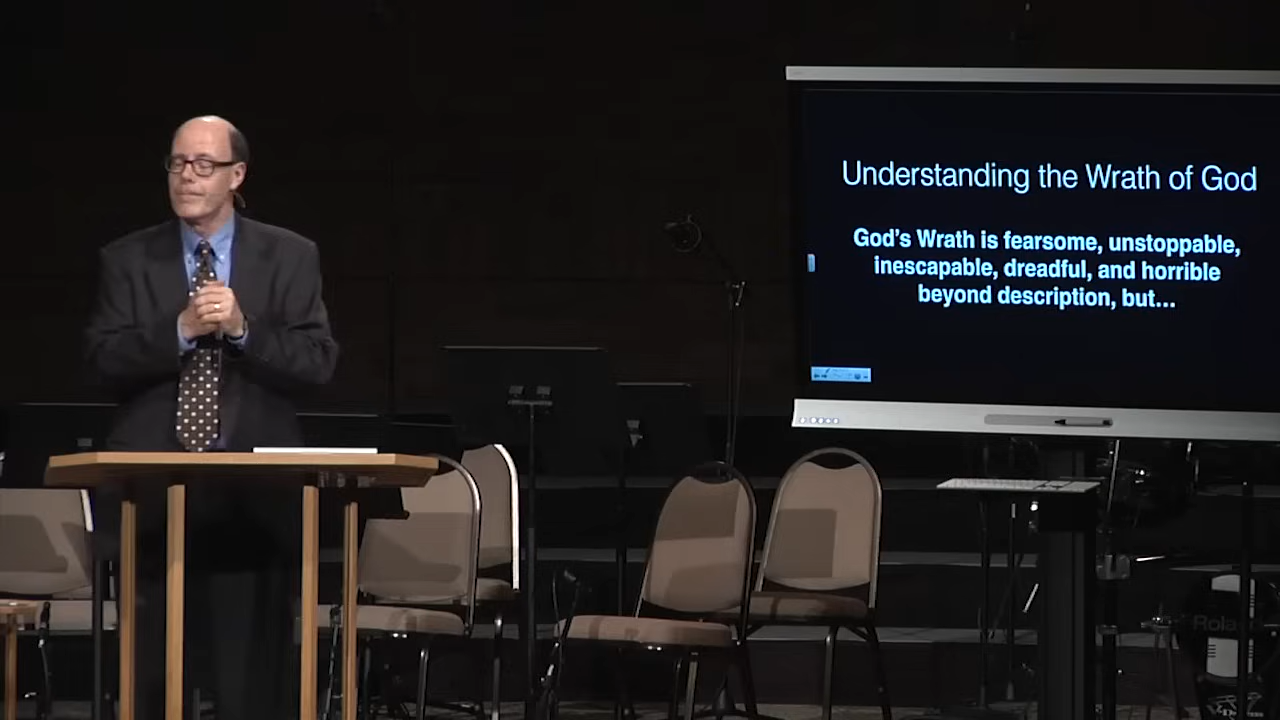 Understanding the Wrath of God
God's Wrath is fearsome, unstoppable,
inescapable, dreadful, and horrible
beyond description, but...